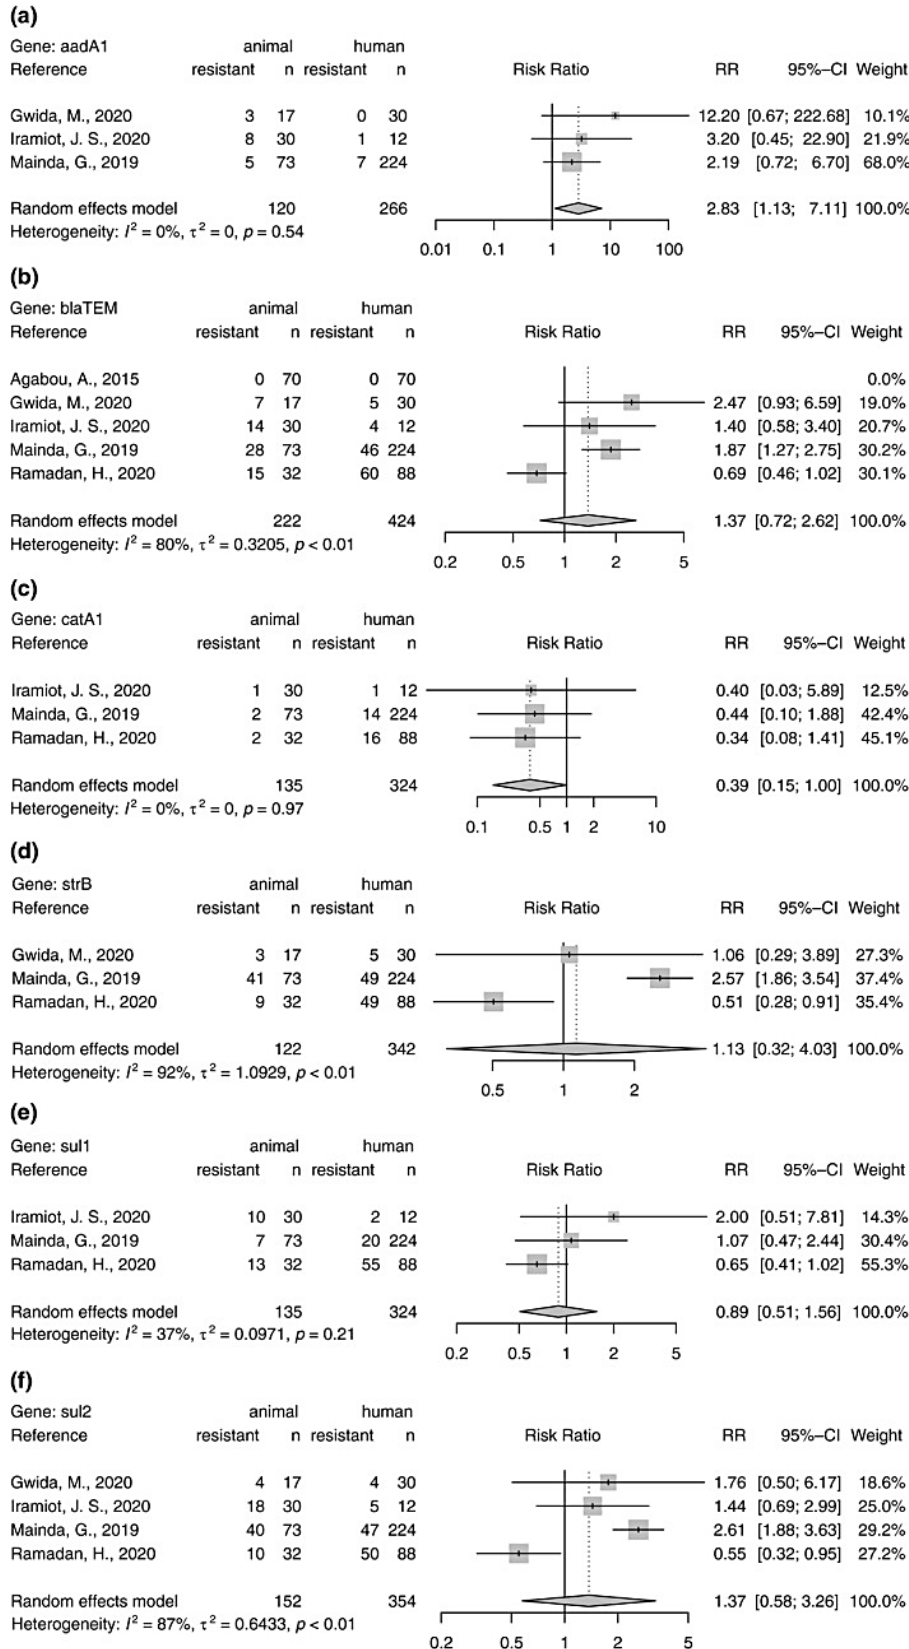 (a)
Gene: aadA1 animal human
Reference resistant n resistant n Risk Ratio RR 95%–CI Weight
Gwida, M., 2020 3 17 0 30 12.20 [0.67; 222.68] 10.1%
Iramiot, J. S., 2020 8 30 1 12 3.20 [0.45; 22.90] 21.9%
Mainda, G., 2019 5 73 7 224 2.19 [0.72; 6.70] 68.0%
Random effects model 120 266 2.83 [1.13; 7.11] 100.0%
Heterogeneity: I² = 0%, τ² = 0, p = 0.54
0.01 0.1 1 10 100
(b)
Gene: blaTEM animal human
Reference resistant n resistant n Risk Ratio RR 95%–CI Weight
Agabou, A., 2015 0 70 0 70 0.0%
Gwida, M., 2020 7 17 5 30 2.47 [0.93; 6.59] 19.0%
Iramiot, J. S., 2020 14 30 4 12 1.40 [0.58; 3.40] 20.7%
Mainda, G., 2019 28 73 46 224 1.87 [1.27; 2.75] 30.2%
Ramadan, H., 2020 15 32 60 88 0.69 [0.46; 1.02] 30.1%
Random effects model 222 424 1.37 [0.72; 2.62] 100.0%
Heterogeneity: I² = 80%, τ² = 0.3205, p < 0.01
0.2 0.5 1 2 5
(c)
Gene: catA1 animal human
Reference resistant n resistant n Risk Ratio RR 95%–CI Weight
Iramiot, J. S., 2020 1 30 1 12 0.40 [0.03; 5.89] 12.5%
Mainda, G., 2019 2 73 14 224 0.44 [0.10; 1.88] 42.4%
Ramadan, H., 2020 2 32 16 88 0.34 [0.08; 1.41] 45.1%
Random effects model 135 324 0.39 [0.15; 1.00] 100.0%
Heterogeneity: I² = 0%, τ² = 0, p = 0.97
0.1 0.5 1 2 10
(d)
Gene: strB animal human
Reference resistant n resistant n Risk Ratio RR 95%–CI Weight
Gwida, M., 2020 3 17 5 30 1.06 [0.29; 3.89] 27.3%
Mainda, G., 2019 41 73 49 224 2.57 [1.86; 3.54] 37.4%
Ramadan, H., 2020 9 32 49 88 0.51 [0.28; 0.91] 35.4%
Random effects model 122 342 1.13 [0.32; 4.03] 100.0%
Heterogeneity: I² = 92%, τ² = 1.0929, p < 0.01
0.5 1 2
(e)
Gene: sul1 animal human
Reference resistant n resistant n Risk Ratio RR 95%–CI Weight
Iramiot, J. S., 2020 10 30 2 12 2.00 [0.51; 7.81] 14.3%
Mainda, G., 2019 7 73 20 224 1.07 [0.47; 2.44] 30.4%
Ramadan, H., 2020 13 32 55 88 0.65 [0.41; 1.02] 55.3%
Random effects model 135 324 0.89 [0.51; 1.56] 100.0%
Heterogeneity: I² = 37%, τ² = 0.0971, p = 0.21
0.2 0.5 1 2 5
(f)
Gene: sul2 animal human
Reference resistant n resistant n Risk Ratio RR 95%–CI Weight
Gwida, M., 2020 4 17 4 30 1.76 [0.50; 6.17] 18.6%
Iramiot, J. S., 2020 18 30 5 12 1.44 [0.69; 2.99] 25.0%
Mainda, G., 2019 40 73 47 224 2.61 [1.88; 3.63] 29.2%
Ramadan, H., 2020 10 32 50 88 0.55 [0.32; 0.95] 27.2%
Random effects model 152 354 1.37 [0.58; 3.26] 100.0%
Heterogeneity: I² = 87%, τ² = 0.6433, p < 0.01
0.2 0.5 1 2 5